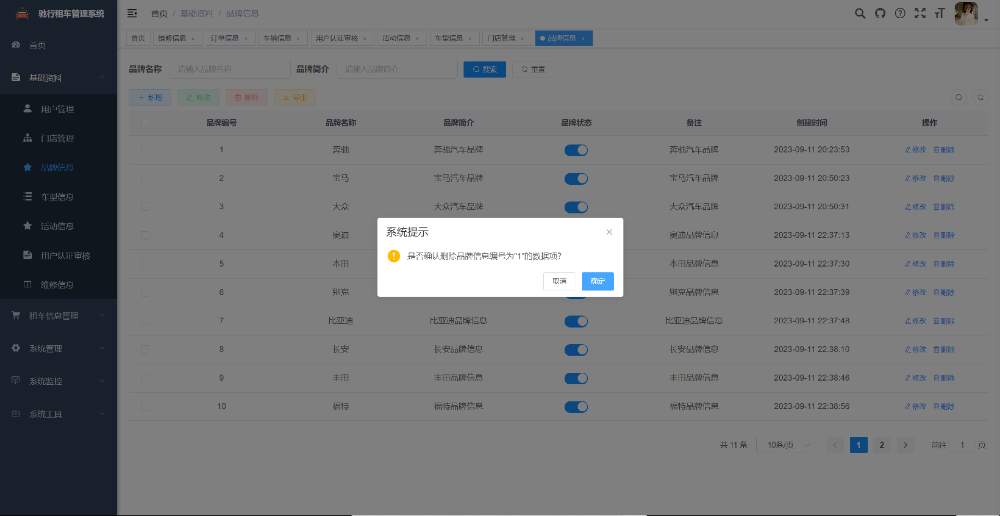 驰行租车管理系统
首页 / 基础资料 / 品牌信息
首页 维修信息 × 订单信息 × 车辆信息 × 用户认证审核 × 活动信息 × 车型信息 × 门店管理 × 品牌信息 ×
首页
基础资料
用户管理
门店管理
品牌信息
车型信息
活动信息
用户认证审核
维修信息
租车信息管理
系统管理
系统监控
系统工具
品牌名称 请输入品牌名称 品牌简介 请输入品牌简介 搜索 重置
新增 修改 删除 导出
品牌编号 品牌名称 品牌简介 品牌状态 备注 创建时间 操作
1 奔驰 奔驰汽车品牌 奔驰汽车品牌 2023-09-11 20:23:53 修改 删除
2 宝马 宝马汽车品牌 宝马汽车品牌 2023-09-11 20:50:23 修改 删除
3 大众 大众汽车品牌 大众汽车品牌 2023-09-11 20:50:31 修改 删除
4 奥迪 奥迪品牌信息 2023-09-11 22:37:13 修改 删除
5 本田 本田品牌信息 2023-09-11 22:37:30 修改 删除
6 别克 别克品牌信息 2023-09-11 22:37:39 修改 删除
7 比亚迪 比亚迪品牌信息 比亚迪品牌信息 2023-09-11 22:37:48 修改 删除
8 长安 长安品牌信息 长安品牌信息 2023-09-11 22:38:10 修改 删除
9 丰田 丰田品牌信息 丰田品牌信息 2023-09-11 22:38:46 修改 删除
10 福特 福特品牌信息 福特品牌信息 2023-09-11 22:38:56 修改 删除
系统提示
是否确认删除品牌信息编号为"1"的数据项?
取消 确定
共 11 条 10条/页 1 2 前往 1 页